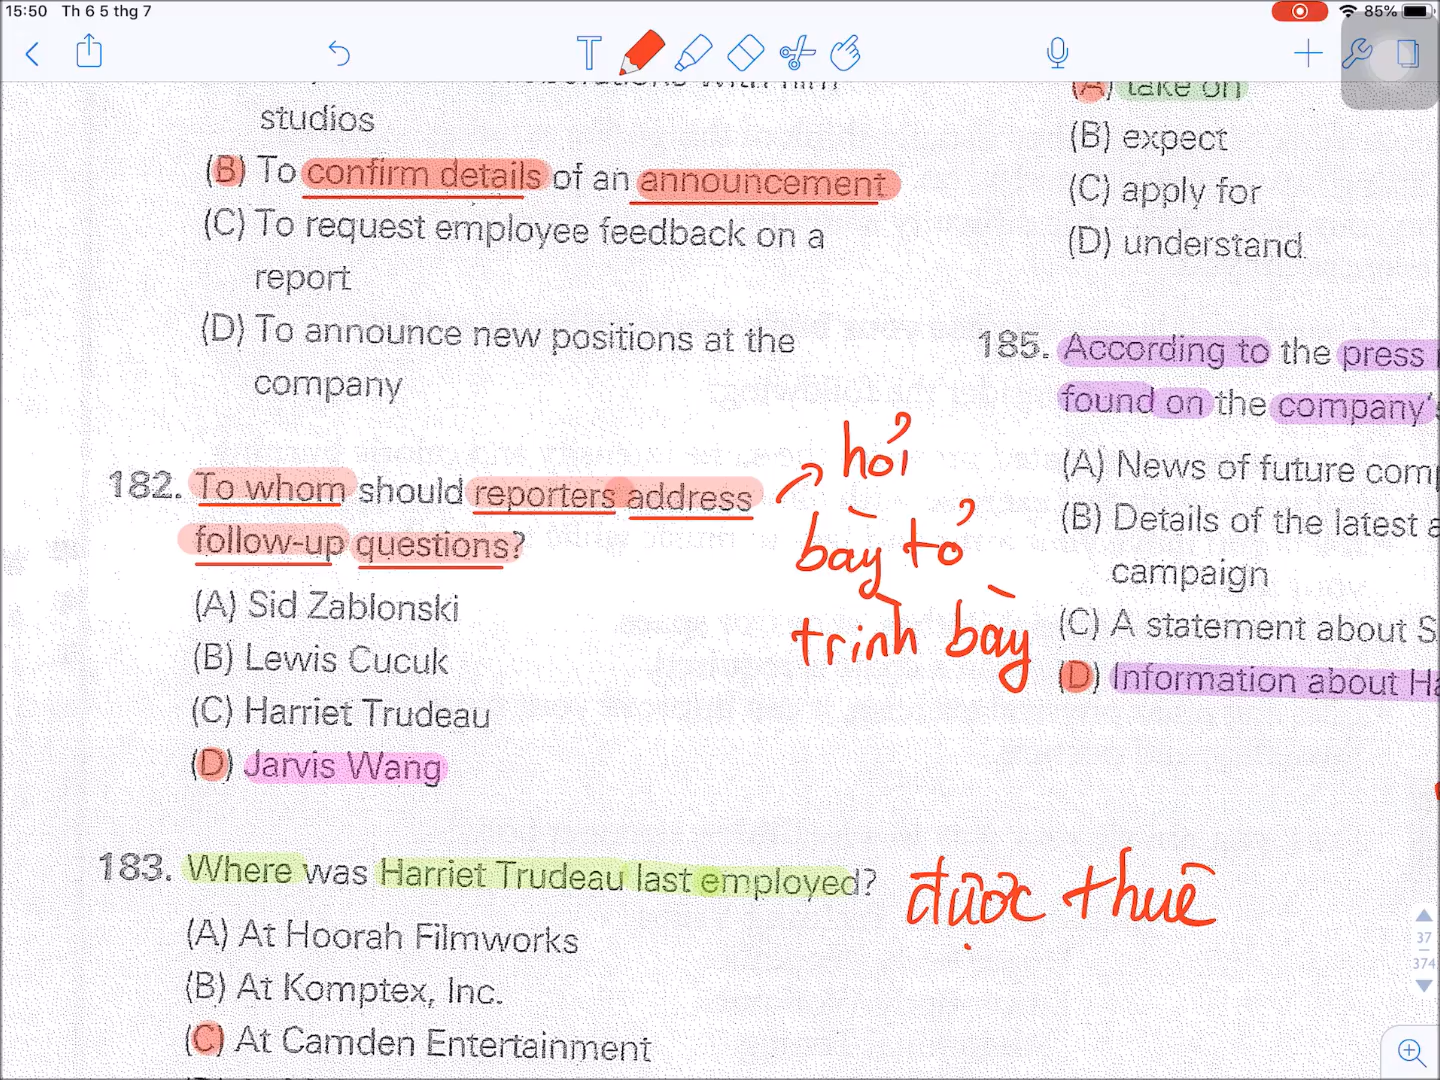 15:50 Th 6 5 thg 7
85%
studios
(B) To confirm details of an announcement
(C) To request employee feedback on a
report
(D) To announce new positions at the
company
182. To whom should reporters address
follow-up questions?
hỏi
bày tỏ
trình bày
(A) Sid Zablonski
(B) Lewis Cucuk
(C) Harriet Trudeau
(D) Jarvis Wang
183. Where was Harriet Trudeau last employed?
được thuê
(A) At Hoorah Filmworks
(B) At Komptex, Inc.
(C) At Camden Entertainment
(A) take on
(B) expect
(C) apply for
(D) understand
185. According to the press
found on the company's
(A) News of future com
(B) Details of the latest a
campaign
(C) A statement about S
(D) Information about Ha
37
374